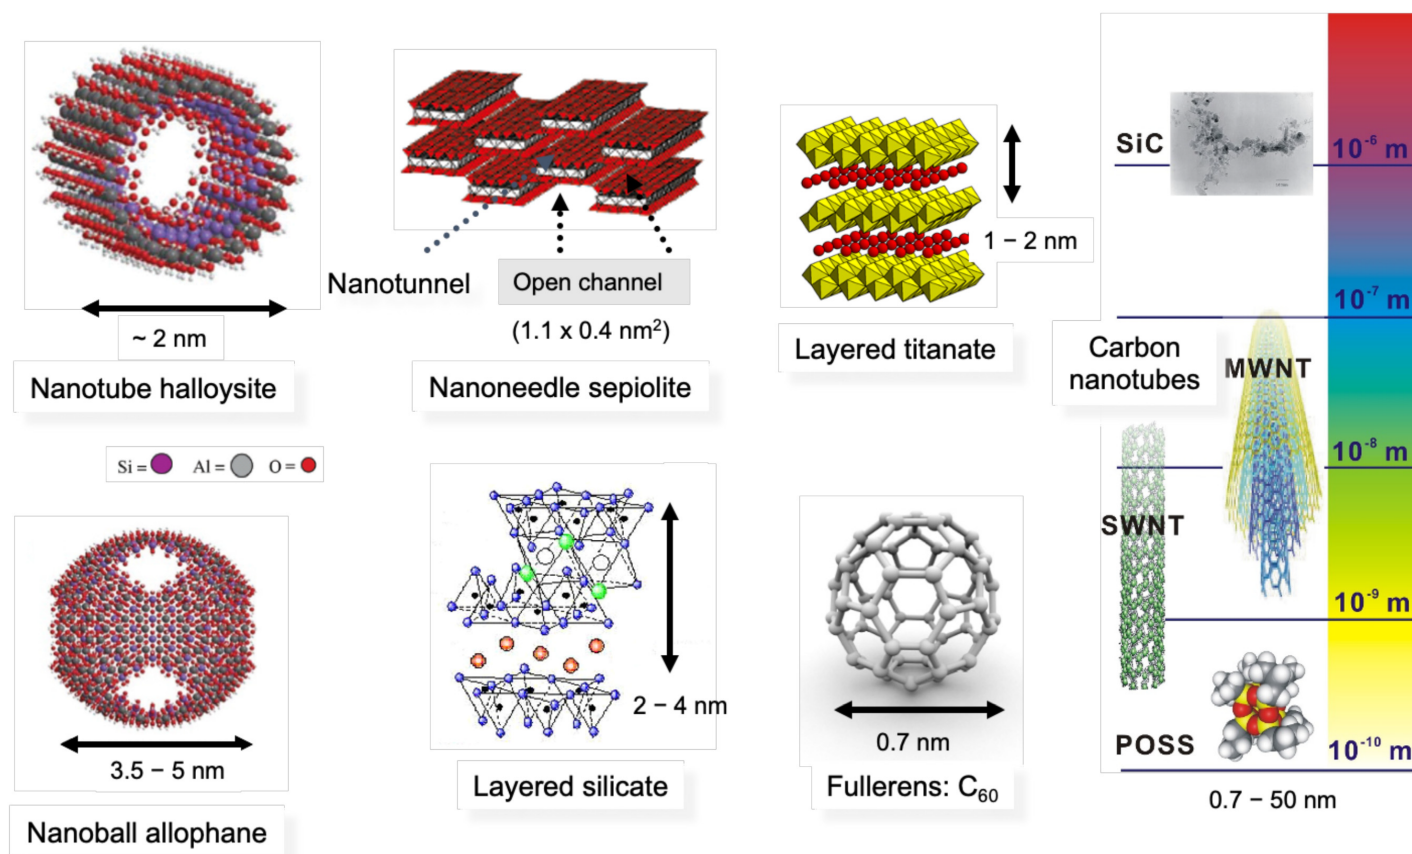 ~ 2 nm
Nanotube halloysite
Nanotunnel
Open channel
(1.1 x 0.4 nm²)
Nanoneedle sepiolite
1 – 2 nm
Layered titanate
Si = Al = O =
3.5 – 5 nm
Nanoball allophane
2 – 4 nm
Layered silicate
0.7 nm
Fullerens: C₆₀
SiC
10⁻⁶ m
10⁻⁷ m
Carbon
nanotubes
MWNT
10⁻⁸ m
SWNT
10⁻⁹ m
POSS
10⁻¹⁰ m
0.7 – 50 nm